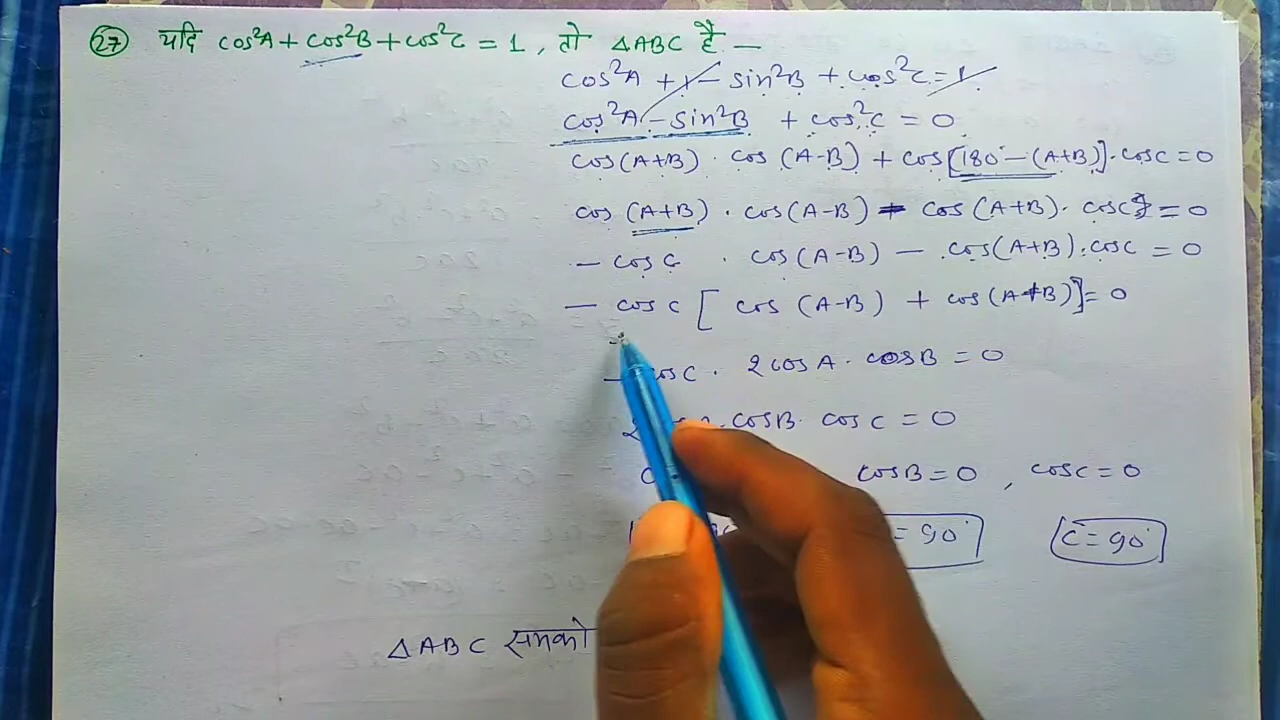 (27) यदि cos²A + cos²B + cos²C = 1, तो ΔABC है —
cos²A + 1 - sin²B + cos²C = 1
cos²A - sin²B + cos²C = 0
cos(A+B) · cos(A-B) + cos[180° - (A+B)] · cosC = 0
cos(A+B) · cos(A-B) - cos(A+B) · cosC = 0
- cosC · cos(A-B) - cos(A+B) · cosC = 0
- cosC [cos(A-B) + cos(A+B)] = 0
cosC · 2cosA · cosB = 0
cosB · cosC = 0
cosB = 0, cosC = 0
= 90° C = 90°
ΔABC